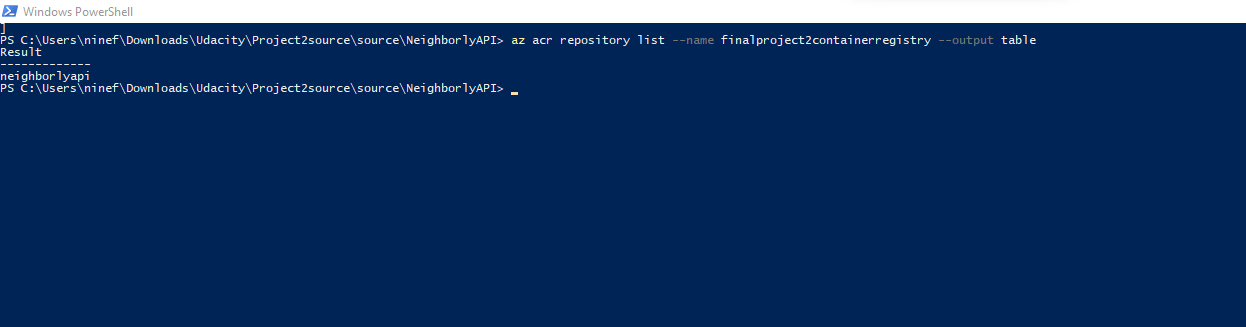 Windows PowerShell
]
PS C:\Users\ninef\Downloads\Udacity\Project2source\source\NeighborlyAPI> az acr repository list --name finalproject2containerregistry --output table
Result
-------------
neighborlyapi
PS C:\Users\ninef\Downloads\Udacity\Project2source\source\NeighborlyAPI>